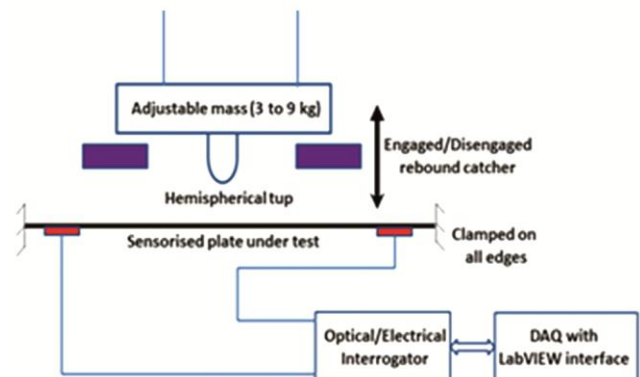 Adjustable mass (3 to 9 kg)
Engaged/Disengaged
rebound catcher
Hemispherical tup
Sensorised plate under test
Clamped on
all edges
Optical/Electrical
Interrogator
DAQ with
LabVIEW interface